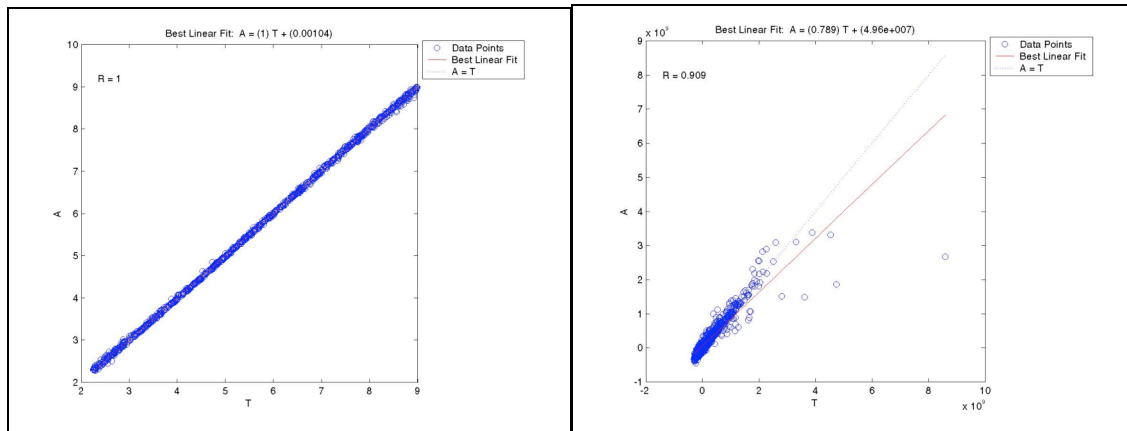 Best Linear Fit:  A = (1) T + (0.00104)
10
9
8
7
6
5
4
3
2
A
R = 1
Data Points
Best Linear Fit
A = T
2 3 4 5 6 7 8 9
T
x 10⁹
Best Linear Fit:  A = (0.789) T + (4.96e+007)
9
8
7
6
5
4
3
2
1
0
-1
A
R = 0.909
Data Points
Best Linear Fit
A = T
-2 0 2 4 6 8 10
T
x 10⁹